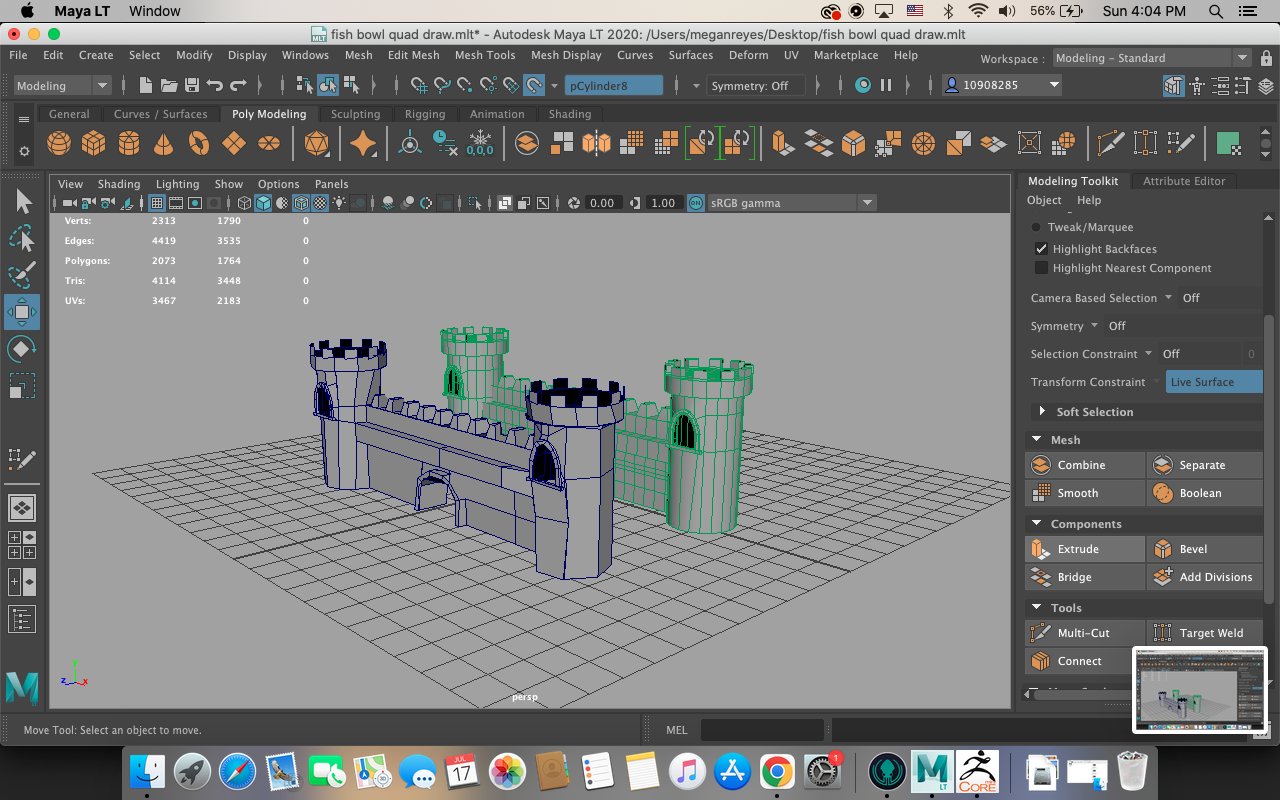 Maya LT Window 56% Sun 4:04 PM
MLT fish bowl quad draw.mlt* - Autodesk Maya LT 2020: /Users/meganreyes/Desktop/fish bowl quad draw.mlt
File Edit Create Select Modify Display Windows Mesh Edit Mesh Mesh Tools Mesh Display Curves Surfaces Deform UV Marketplace Help Workspace : Modeling - Standard
Modeling pCylinder8 Symmetry: Off 10908285
General Curves / Surfaces Poly Modeling Sculpting Rigging Animation Shading
0,0,0
View Shading Lighting Show Options Panels
0.00 1.00 ON sRGB gamma
Verts: 2313 1790 0
Edges: 4419 3535 0
Polygons: 2073 1764 0
Tris: 4114 3448 0
UVs: 3467 2183 0
persp
z x
Modeling Toolkit Attribute Editor
Object Help
Tweak/Marquee
Highlight Backfaces
Highlight Nearest Component
Camera Based Selection Off
Symmetry Off
Selection Constraint Off 0
Transform Constraint Live Surface
Soft Selection
Mesh
Combine Separate
Smooth Boolean
Components
Extrude Bevel
Bridge Add Divisions
Tools
Multi-Cut Target Weld
Connect
Move Tool: Select an object to move. MEL
JUL
17
1
M
LT
CORE